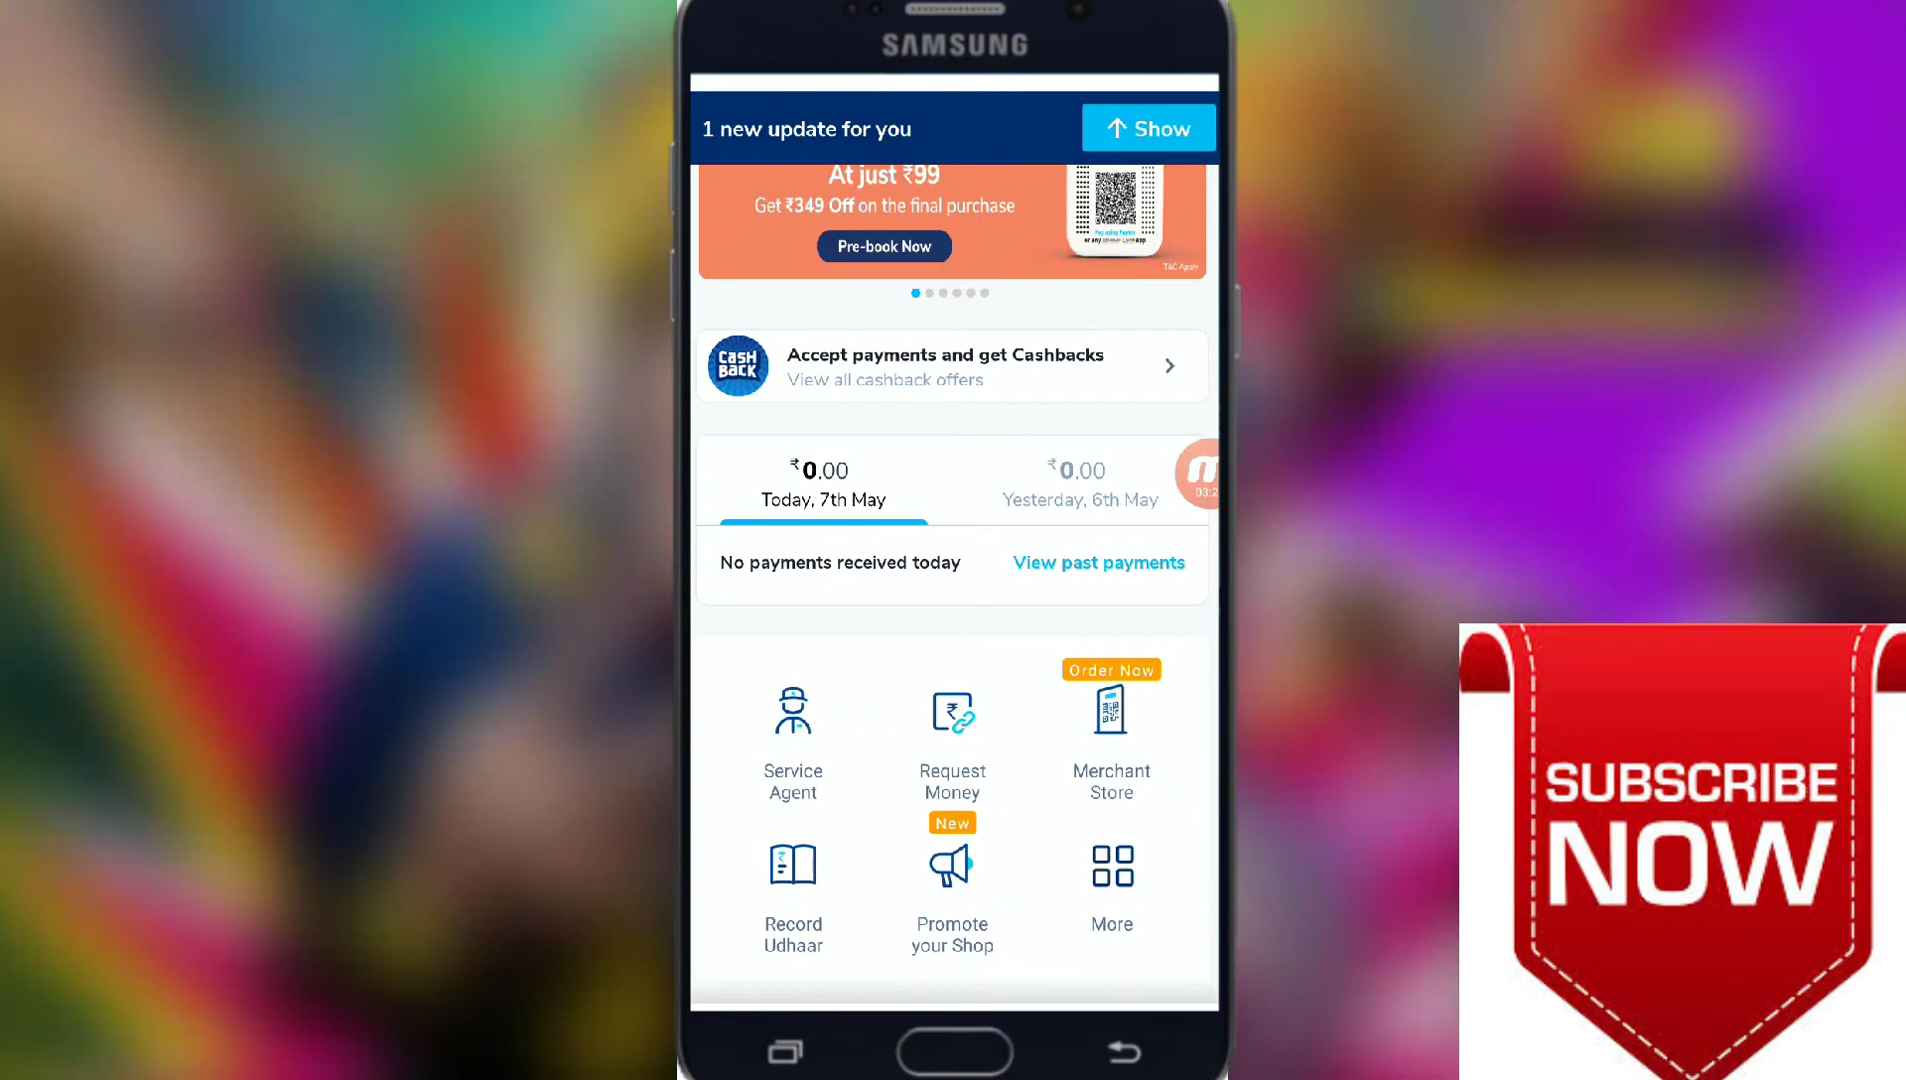 SAMSUNG
1 new update for you
Show
At just ₹99
Get ₹349 Off on the final purchase
Pre-book Now
T&C Apply
CASH
BACK
Accept payments and get Cashbacks
View all cashback offers
₹0.00
Today, 7th May
₹0.00
Yesterday, 6th May
03:2
No payments received today
View past payments
Order Now
Service
Agent
Request
Money
Merchant
Store
New
Record
Udhaar
Promote
your Shop
More
SUBSCRIBE
NOW